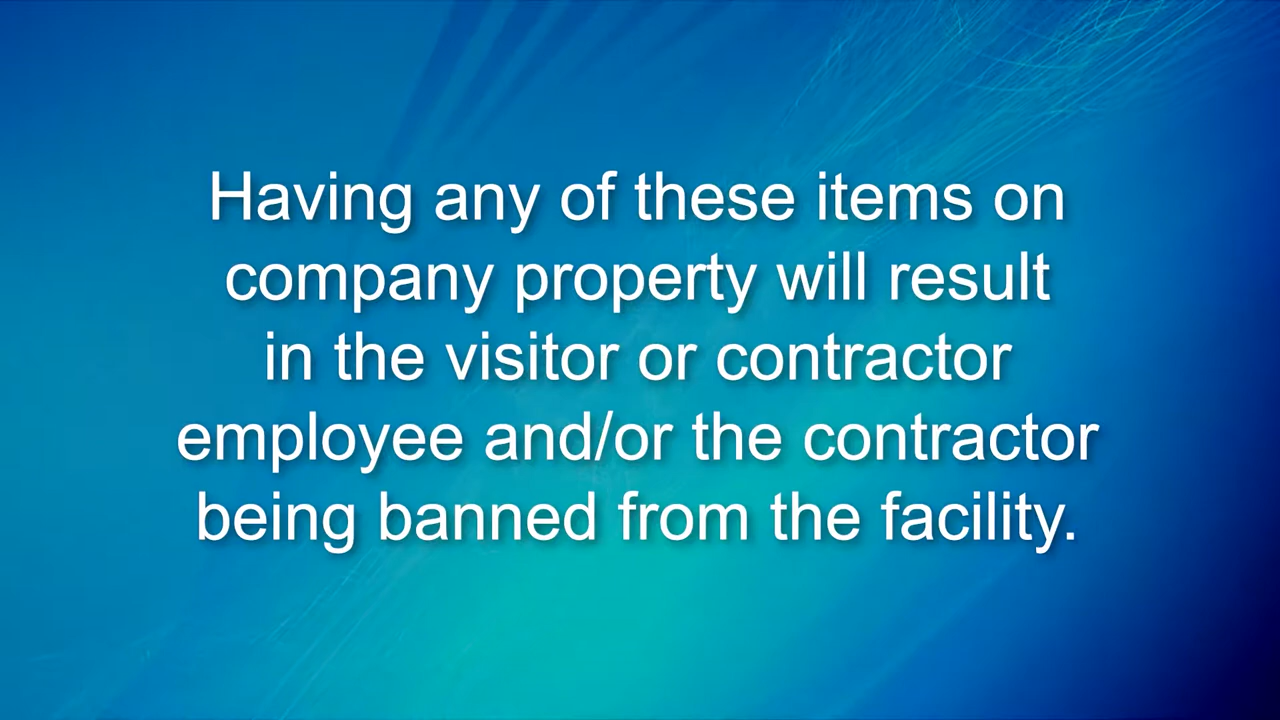 Having any of these items on
company property will result
in the visitor or contractor
employee and/or the contractor
being banned from the facility.